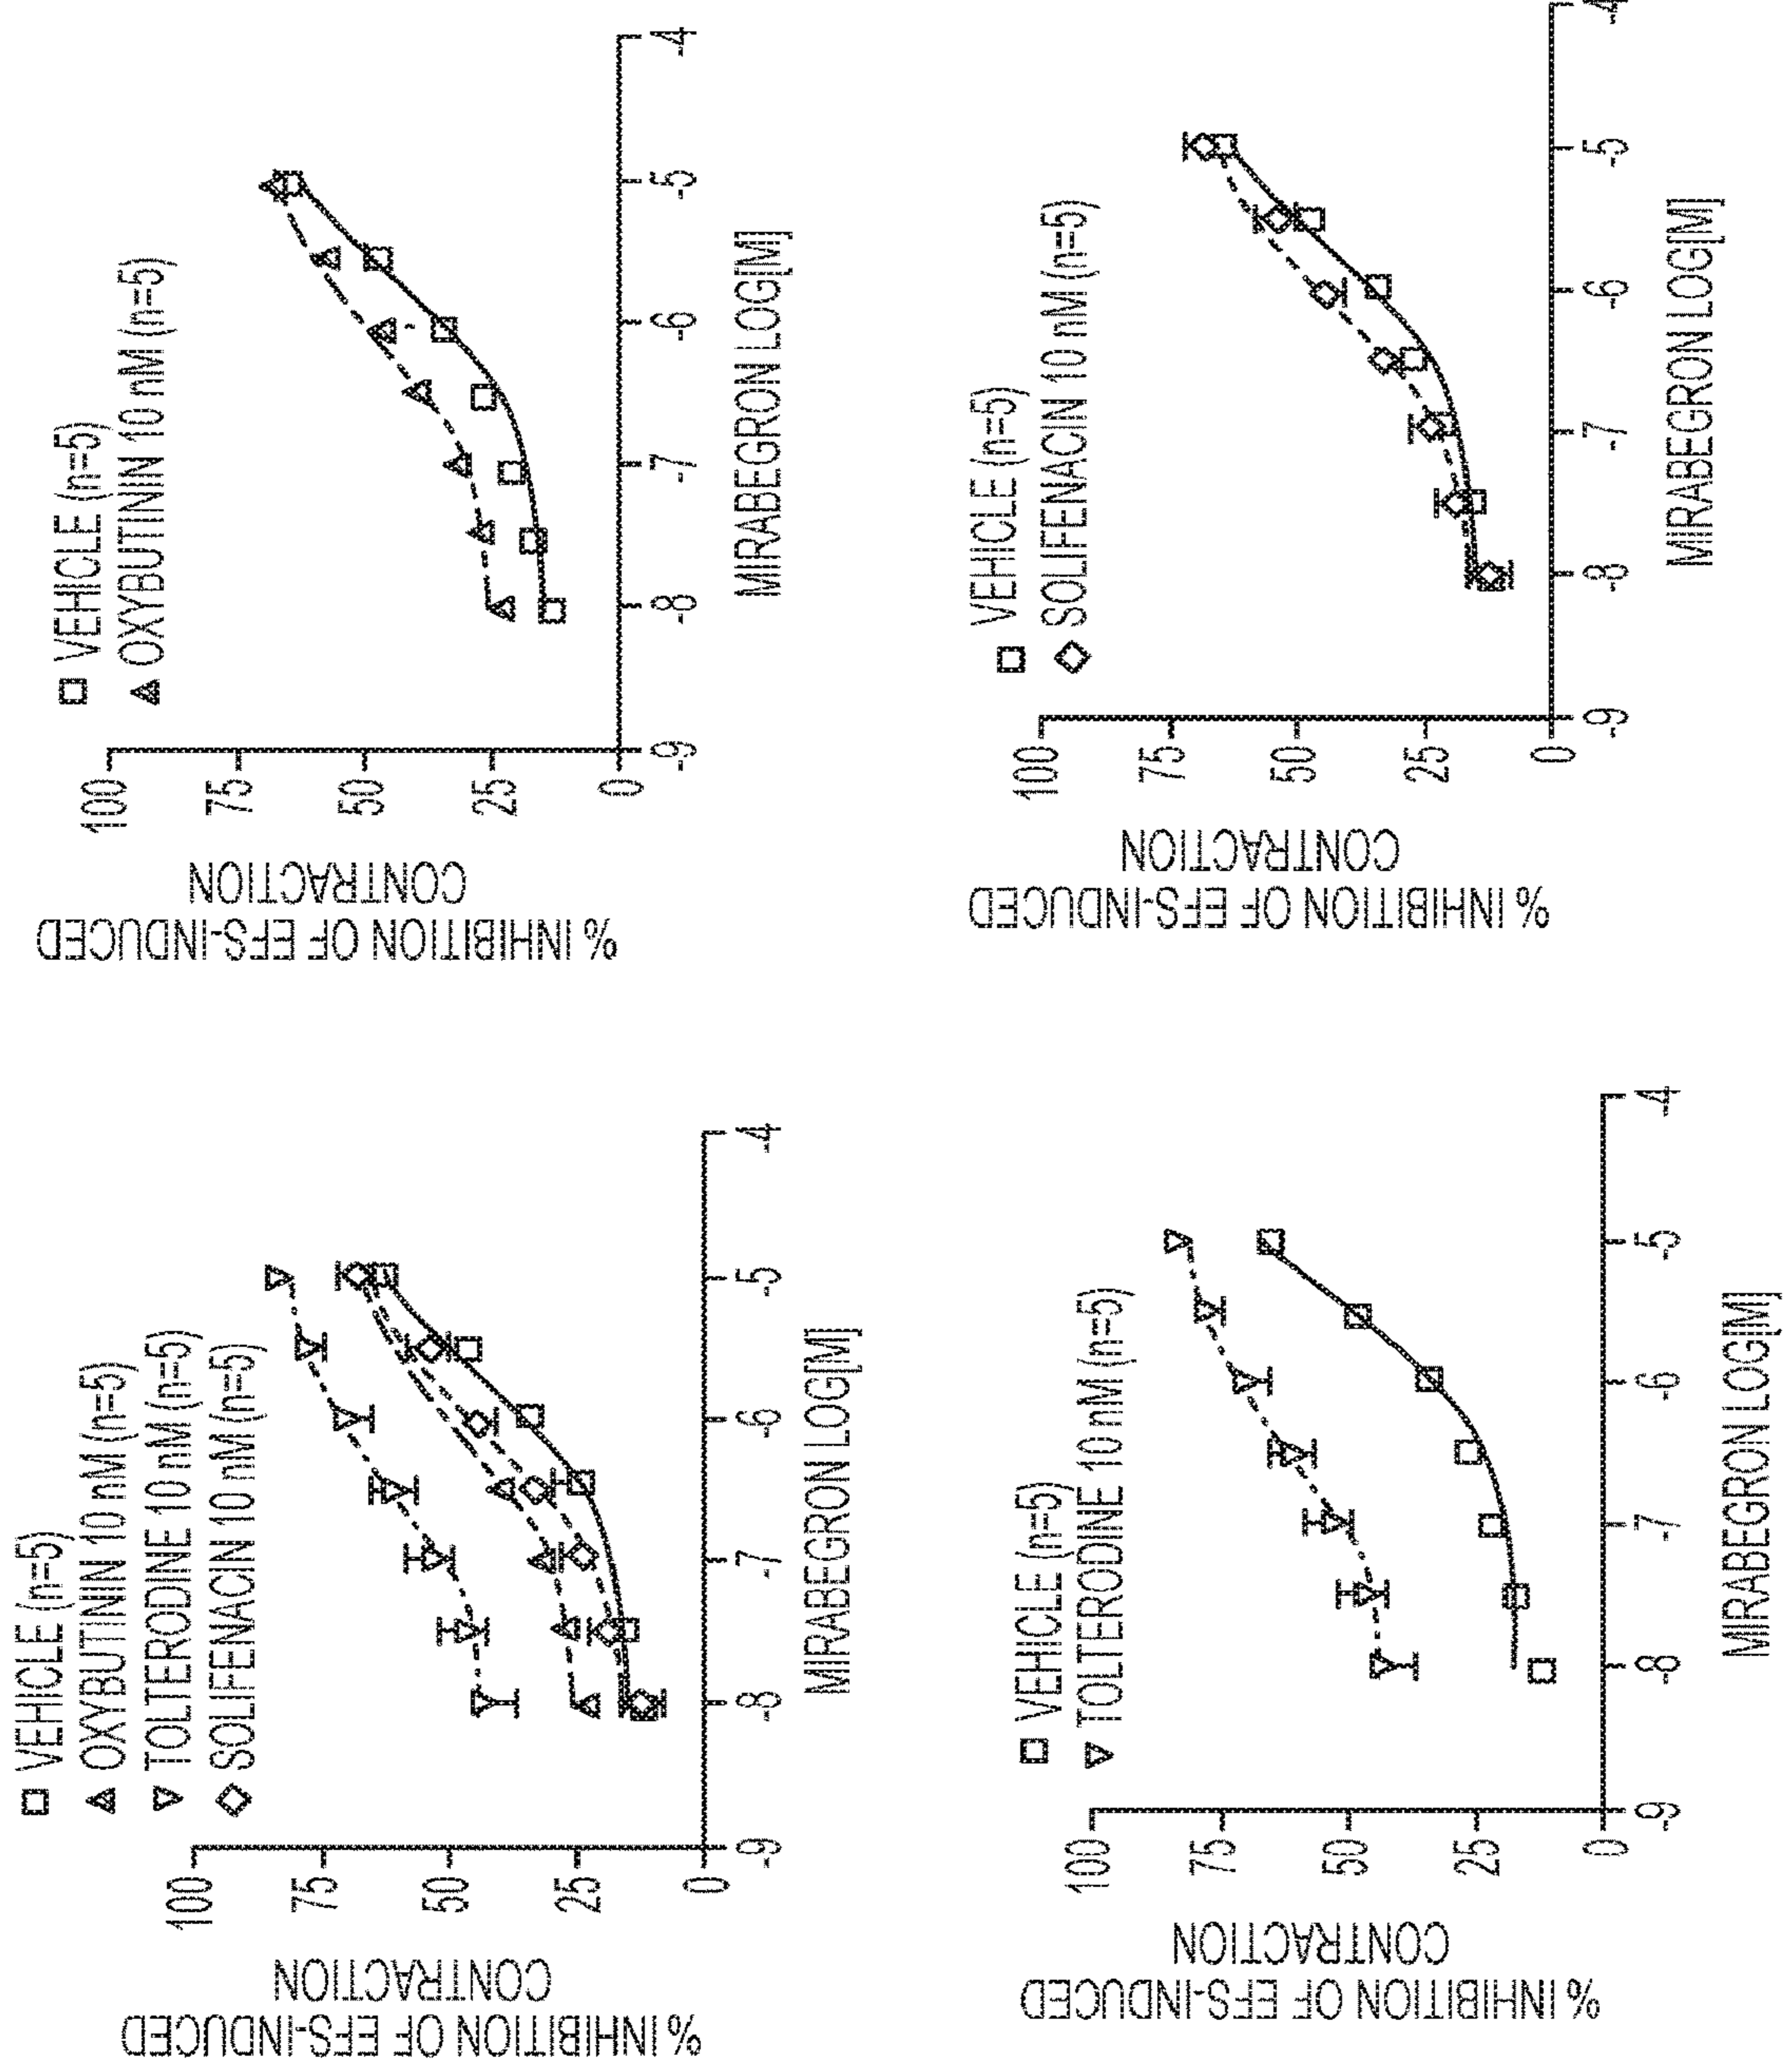 VEHICLE (n=5)
OXYBUTININ 10 nM (n=5)
TOLTERODINE 10 nM (n=5)
SOLIFENACIN 10 nM (n=5)
% INHIBITION OF EFS-INDUCED
CONTRACTION
100
75
50
25
0
-9
-8
-7
-6
-5
-4
MIRABEGRON LOG[M]
VEHICLE (n=5)
OXYBUTININ 10 nM (n=5)
% INHIBITION OF EFS-INDUCED
CONTRACTION
100
75
50
25
0
-9
-8
-7
-6
-5
-4
MIRABEGRON LOG[M]
VEHICLE (n=5)
TOLTERODINE 10 nM (n=5)
% INHIBITION OF EFS-INDUCED
CONTRACTION
100
75
50
25
0
-9
-8
-7
-6
-5
-4
MIRABEGRON LOG[M]
VEHICLE (n=5)
SOLIFENACIN 10 nM (n=5)
% INHIBITION OF EFS-INDUCED
CONTRACTION
100
75
50
25
0
-9
-8
-7
-6
-5
-4
MIRABEGRON LOG[M]